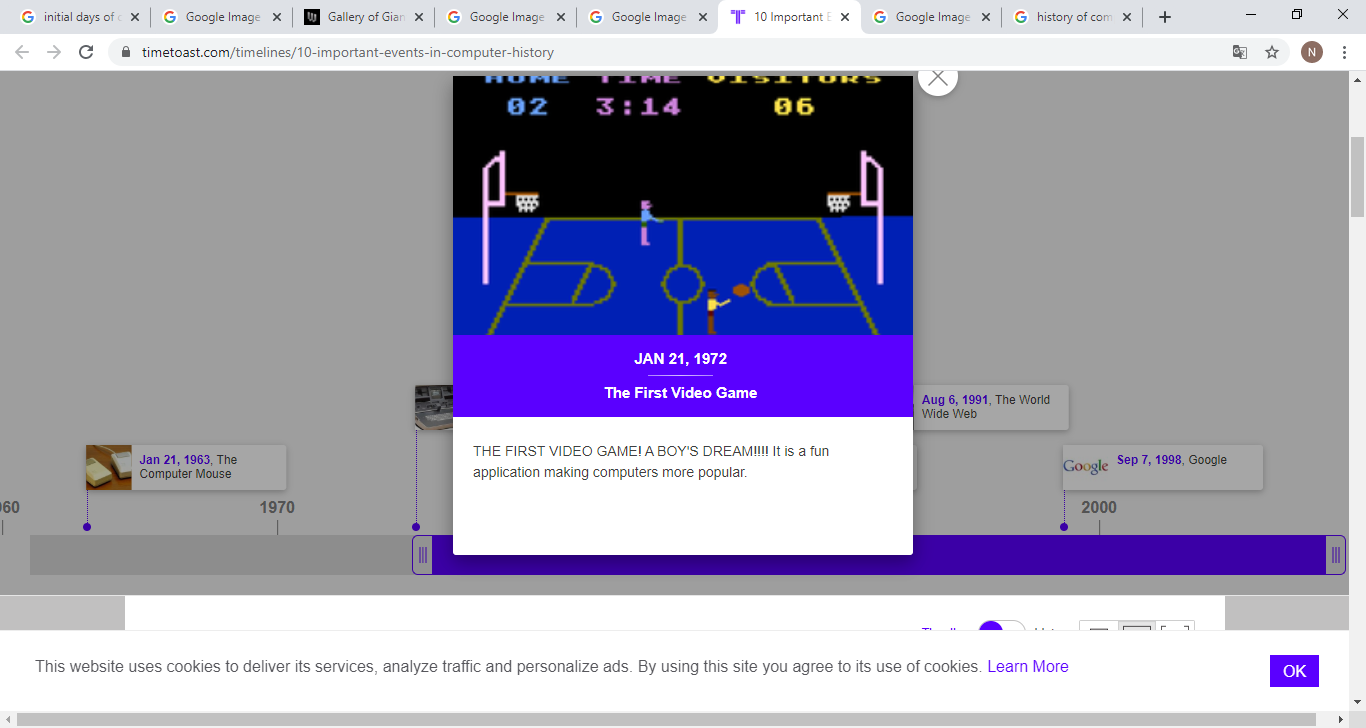 initial days of c
Google Image
Gallery of Gian
Google Image
Google Image
10 Important E
Google Image
history of com
timetoast.com/timelines/10-important-events-in-computer-history
N
HOME TIME VISITORS
02 3:14 06
JAN 21, 1972
The First Video Game
THE FIRST VIDEO GAME! A BOY'S DREAM!!!! It is a fun
application making computers more popular.
Jan 21, 1963, The
Computer Mouse
Aug 6, 1991, The World
Wide Web
Google
Sep 7, 1998, Google
60
1970
2000
This website uses cookies to deliver its services, analyze traffic and personalize ads. By using this site you agree to its use of cookies. Learn More
OK